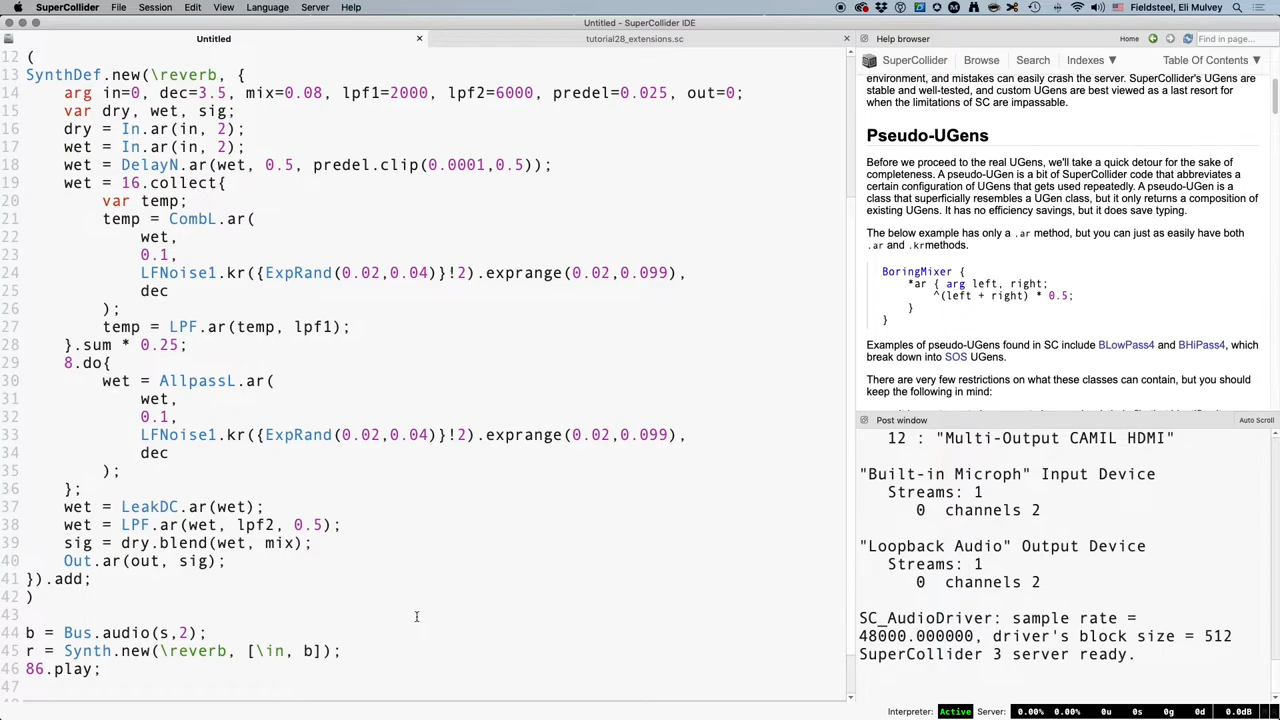 SuperCollider File Session Edit View Language Server Help Fieldsteel, Eli Mulvey
Untitled - SuperCollider IDE
Untitled tutorial28_extensions.sc
12 (
13 SynthDef.new(\reverb, {
14 arg in=0, dec=3.5, mix=0.08, lpf1=2000, lpf2=6000, predel=0.025, out=0;
15 var dry, wet, sig;
16 dry = In.ar(in, 2);
17 wet = In.ar(in, 2);
18 wet = DelayN.ar(wet, 0.5, predel.clip(0.0001,0.5));
19 wet = 16.collect{
20 var temp;
21 temp = CombL.ar(
22 wet,
23 0.1,
24 LFNoise1.kr({ExpRand(0.02,0.04)}!2).exprange(0.02,0.099),
25 dec
26 );
27 temp = LPF.ar(temp, lpf1);
28 }.sum * 0.25;
29 8.do{
30 wet = AllpassL.ar(
31 wet,
32 0.1,
33 LFNoise1.kr({ExpRand(0.02,0.04)}!2).exprange(0.02,0.099),
34 dec
35 );
36 };
37 wet = LeakDC.ar(wet);
38 wet = LPF.ar(wet, lpf2, 0.5);
39 sig = dry.blend(wet, mix);
40 Out.ar(out, sig);
41 }).add;
42 )
43
44 b = Bus.audio(s,2);
45 r = Synth.new(\reverb, [\in, b]);
46 86.play;
47
Help browser Home Find in page...
SuperCollider Browse Search Indexes ▼ Table Of Contents ▼
environment, and mistakes can easily crash the server. SuperCollider's UGens are
stable and well-tested, and custom UGens are best viewed as a last resort for
when the limitations of SC are impassable.
Pseudo-UGens
Before we proceed to the real UGens, we'll take a quick detour for the sake of
completeness. A pseudo-UGen is a bit of SuperCollider code that abbreviates a
certain configuration of UGens that gets used repeatedly. A pseudo-UGen is a
class that superficially resembles a UGen class, but it only returns a composition of
existing UGens. It has no efficiency savings, but it does save typing.
The below example has only a .ar method, but you can just as easily have both
.ar and .krmethods.
BoringMixer {
*ar { arg left, right;
^(left + right) * 0.5;
}
}
Examples of pseudo-UGens found in SC include BLowPass4 and BHiPass4, which
break down into SOS UGens.
There are very few restrictions on what these classes can contain, but you should
keep the following in mind:
Post window Auto Scroll
12 : "Multi-Output CAMIL HDMI"
"Built-in Microph" Input Device
Streams: 1
0 channels 2
"Loopback Audio" Output Device
Streams: 1
0 channels 2
SC_AudioDriver: sample rate =
48000.000000, driver's block size = 512
SuperCollider 3 server ready.
Interpreter: Active Server: 0.00% 0.00% 0u 0s 0g 0d 0.0dB